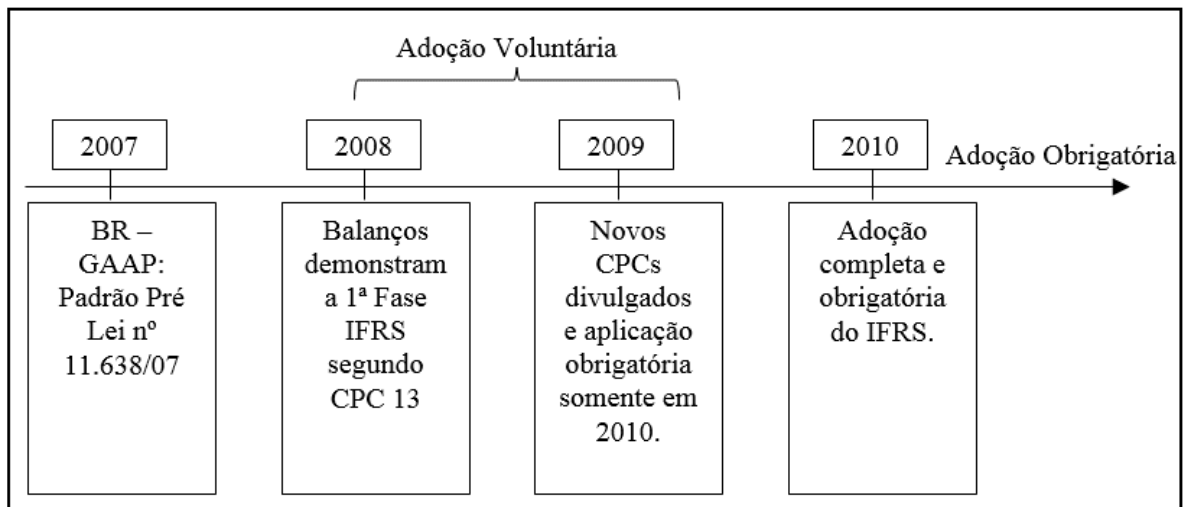 Adoção Voluntária
2007
2008
2009
2010
Adoção Obrigatória
BR –
GAAP:
Padrão Pré
Lei nº
11.638/07
Balanços
demonstram
a 1ª Fase
IFRS
segundo
CPC 13
Novos
CPCs
divulgados
e aplicação
obrigatória
somente em
2010.
Adoção
completa e
obrigatória
do IFRS.